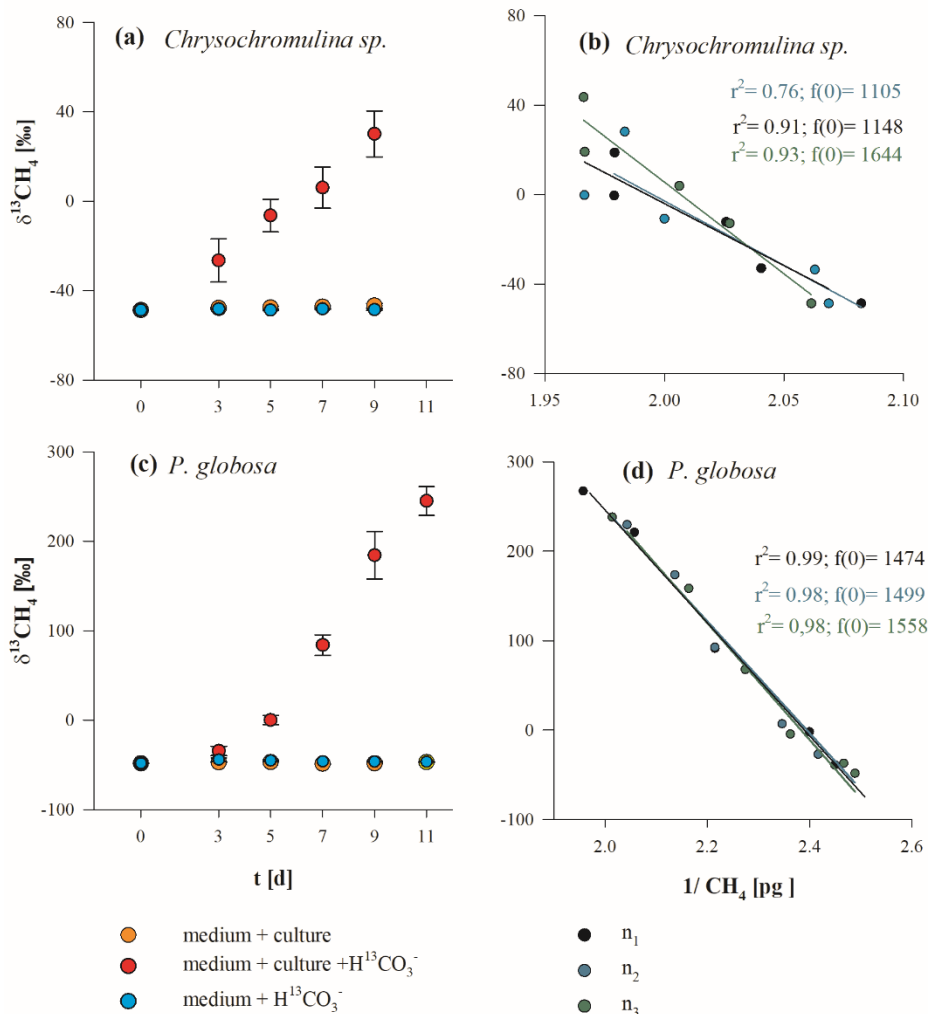 (a) Chrysochromulina sp.
80
40
0
-40
-80
0 3 5 7 9 11
δ¹³CH₄ [‰]
(b) Chrysochromulina sp.
r²= 0.76; f(0)= 1105
r²= 0.91; f(0)= 1148
r²= 0.93; f(0)= 1644
80
40
0
-40
-80
1.95 2.00 2.05 2.10
(c) P. globosa
300
200
100
0
-100
0 3 5 7 9 11
δ¹³CH₄ [‰]
t [d]
(d) P. globosa
r²= 0.99; f(0)= 1474
r²= 0.98; f(0)= 1499
r²= 0,98; f(0)= 1558
300
200
100
0
-100
2.0 2.2 2.4 2.6
1/ CH₄ [pg ]
medium + culture
medium + culture +H¹³CO₃⁻
medium + H¹³CO₃⁻
n₁
n₂
n₃